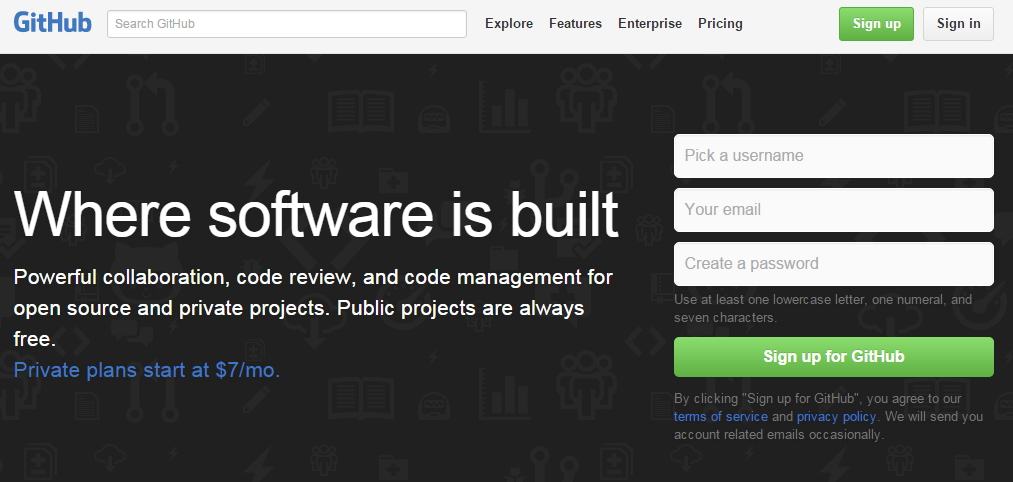 GitHub
Search GitHub
Explore Features Enterprise Pricing
Sign up
Sign in
Where software is built
Powerful collaboration, code review, and code management for
open source and private projects. Public projects are always
free.
Private plans start at $7/mo.
Pick a username
Your email
Create a password
Use at least one lowercase letter, one numeral, and
seven characters.
Sign up for GitHub
By clicking "Sign up for GitHub", you agree to our
terms of service and privacy policy. We will send you
account related emails occasionally.